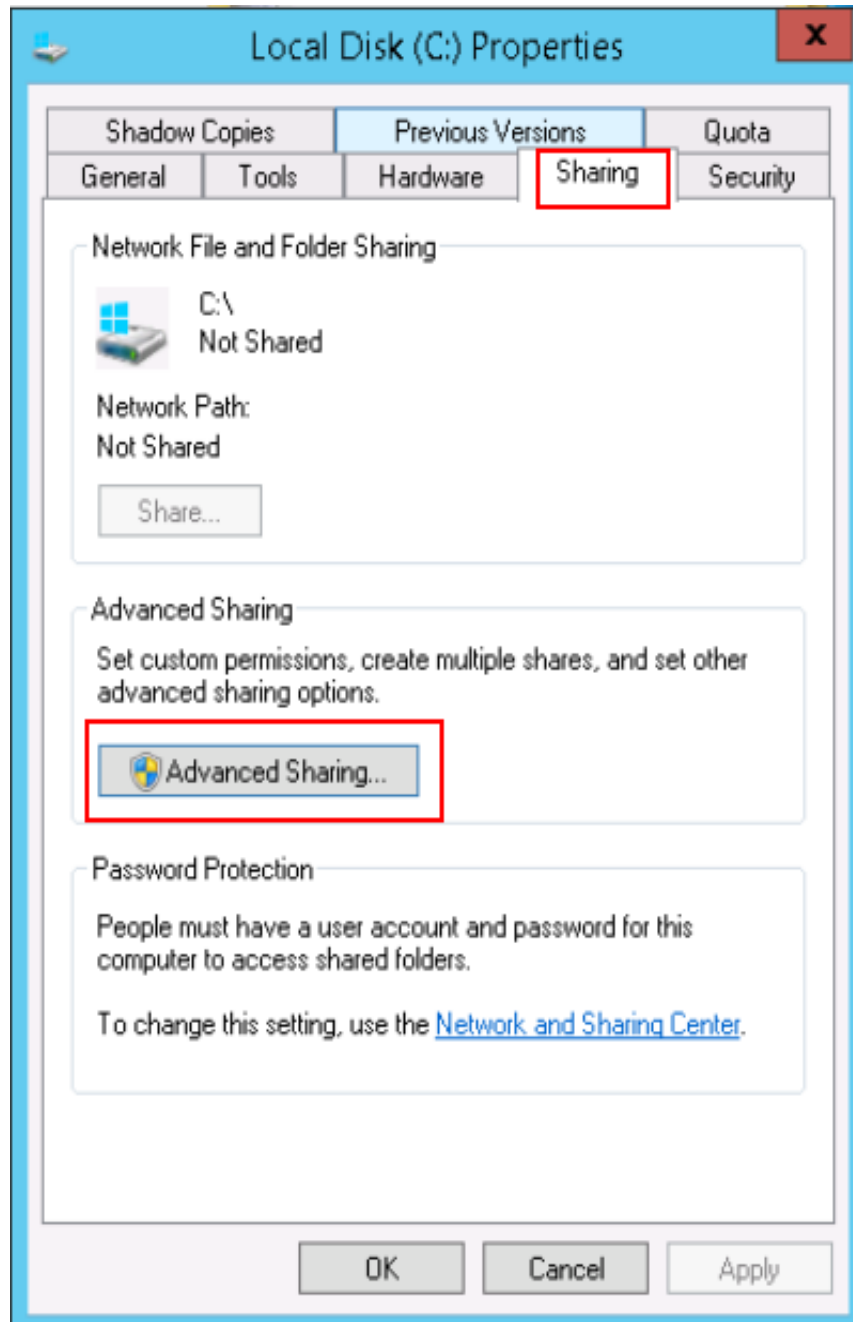 Local Disk (C:) Properties
x
Shadow Copies
Previous Versions
Quota
General
Tools
Hardware
Sharing
Security
Network File and Folder Sharing
C:\
Not Shared
Network Path:
Not Shared
Share...
Advanced Sharing
Set custom permissions, create multiple shares, and set other
advanced sharing options.
Advanced Sharing...
Password Protection
People must have a user account and password for this
computer to access shared folders.
To change this setting, use the Network and Sharing Center.
OK
Cancel
Apply